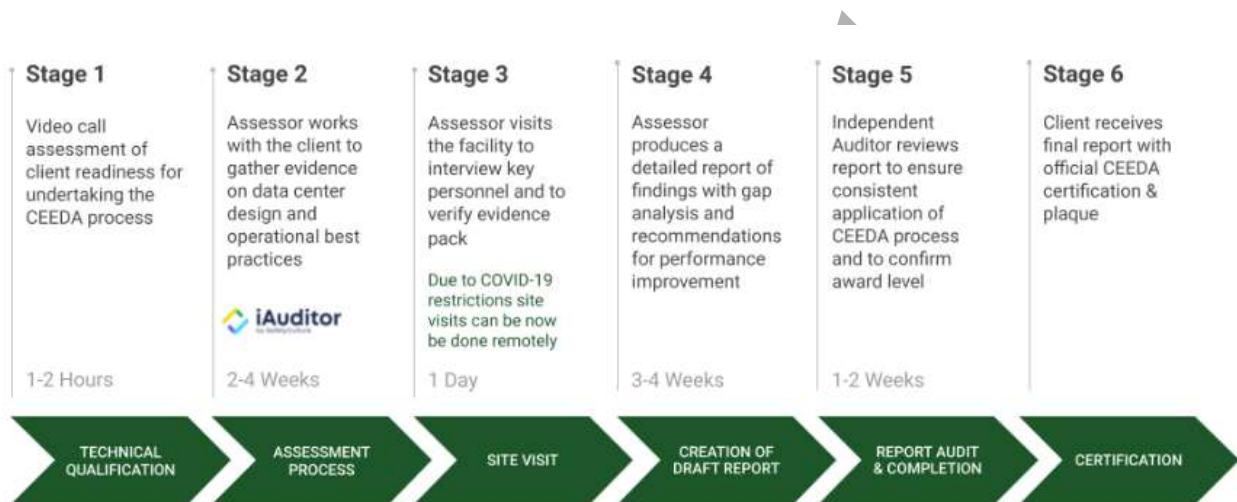 Stage 1
Video call
assessment of
client readiness for
undertaking the
CEEDA process
1-2 Hours
TECHNICAL
QUALIFICATION
Stage 2
Assessor works
with the client to
gather evidence
on data center
design and
operational best
practices
iAuditor
by SafetyCulture
2-4 Weeks
ASSESSMENT
PROCESS
Stage 3
Assessor visits
the facility to
interview key
personnel and to
verify evidence
pack
Due to COVID-19
restrictions site
visits can be now
be done remotely
1 Day
SITE VISIT
Stage 4
Assessor
produces a
detailed report of
findings with gap
analysis and
recommendations
for performance
improvement
3-4 Weeks
CREATION OF
DRAFT REPORT
Stage 5
Independent
Auditor reviews
report to ensure
consistent
application of
CEEDA process
and to confirm
award level
1-2 Weeks
REPORT AUDIT
& COMPLETION
Stage 6
Client receives
final report with
official CEEDA
certification &
plaque
CERTIFICATION